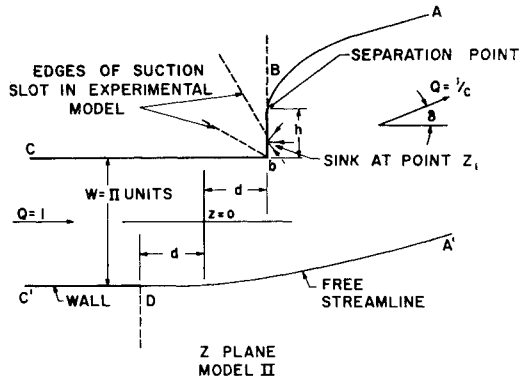 A
B
SEPARATION POINT
EDGES OF SUCTION
SLOT IN EXPERIMENTAL
MODEL
Q= 1/c
δ
h
SINK AT POINT Z₁
C
b
W=Π UNITS
d
Q=1
z=0
d
A'
C'
WALL
D
FREE
STREAMLINE
Z PLANE
MODEL II